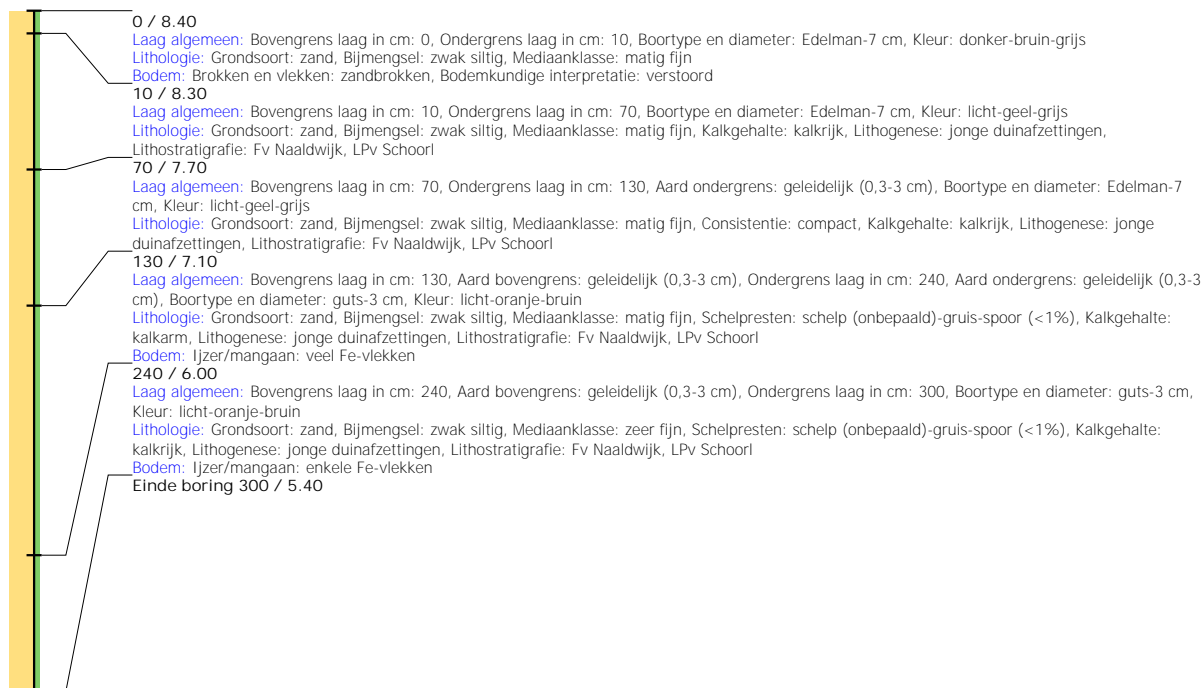 0 / 8.40
Laag algemeen: Bovengrens laag in cm: 0, Ondergrens laag in cm: 10, Boortype en diameter: Edelman-7 cm, Kleur: donker-bruin-grijs
Lithologie: Grondsoort: zand, Bijmengsel: zwak siltig, Mediaanklasse: matig fijn
Bodem: Brokken en vlekken: zandbrokken, Bodemkundige interpretatie: verstoord
10 / 8.30
Laag algemeen: Bovengrens laag in cm: 10, Ondergrens laag in cm: 70, Boortype en diameter: Edelman-7 cm, Kleur: licht-geel-grijs
Lithologie: Grondsoort: zand, Bijmengsel: zwak siltig, Mediaanklasse: matig fijn, Kalkgehalte: kalkrijk, Lithogenese: jonge duinafzettingen,
Lithostratigrafie: Fv Naaldwijk, LPv Schoorl
70 / 7.70
Laag algemeen: Bovengrens laag in cm: 70, Ondergrens laag in cm: 130, Aard ondergrens: geleidelijk (0,3-3 cm), Boortype en diameter: Edelman-7
cm, Kleur: licht-geel-grijs
Lithologie: Grondsoort: zand, Bijmengsel: zwak siltig, Mediaanklasse: matig fijn, Consistentie: compact, Kalkgehalte: kalkrijk, Lithogenese: jonge
duinafzettingen, Lithostratigrafie: Fv Naaldwijk, LPv Schoorl
130 / 7.10
Laag algemeen: Bovengrens laag in cm: 130, Aard bovengrens: geleidelijk (0,3-3 cm), Ondergrens laag in cm: 240, Aard ondergrens: geleidelijk (0,3-3
cm), Boortype en diameter: guts-3 cm, Kleur: licht-oranje-bruin
Lithologie: Grondsoort: zand, Bijmengsel: zwak siltig, Mediaanklasse: matig fijn, Schelpresten: schelp (onbepaald)-gruis-spoor (<1%), Kalkgehalte:
kalkarm, Lithogenese: jonge duinafzettingen, Lithostratigrafie: Fv Naaldwijk, LPv Schoorl
Bodem: Ijzer/mangaan: veel Fe-vlekken
240 / 6.00
Laag algemeen: Bovengrens laag in cm: 240, Aard bovengrens: geleidelijk (0,3-3 cm), Ondergrens laag in cm: 300, Boortype en diameter: guts-3 cm,
Kleur: licht-oranje-bruin
Lithologie: Grondsoort: zand, Bijmengsel: zwak siltig, Mediaanklasse: zeer fijn, Schelpresten: schelp (onbepaald)-gruis-spoor (<1%), Kalkgehalte:
kalkrijk, Lithogenese: jonge duinafzettingen, Lithostratigrafie: Fv Naaldwijk, LPv Schoorl
Bodem: Ijzer/mangaan: enkele Fe-vlekken
Einde boring 300 / 5.40